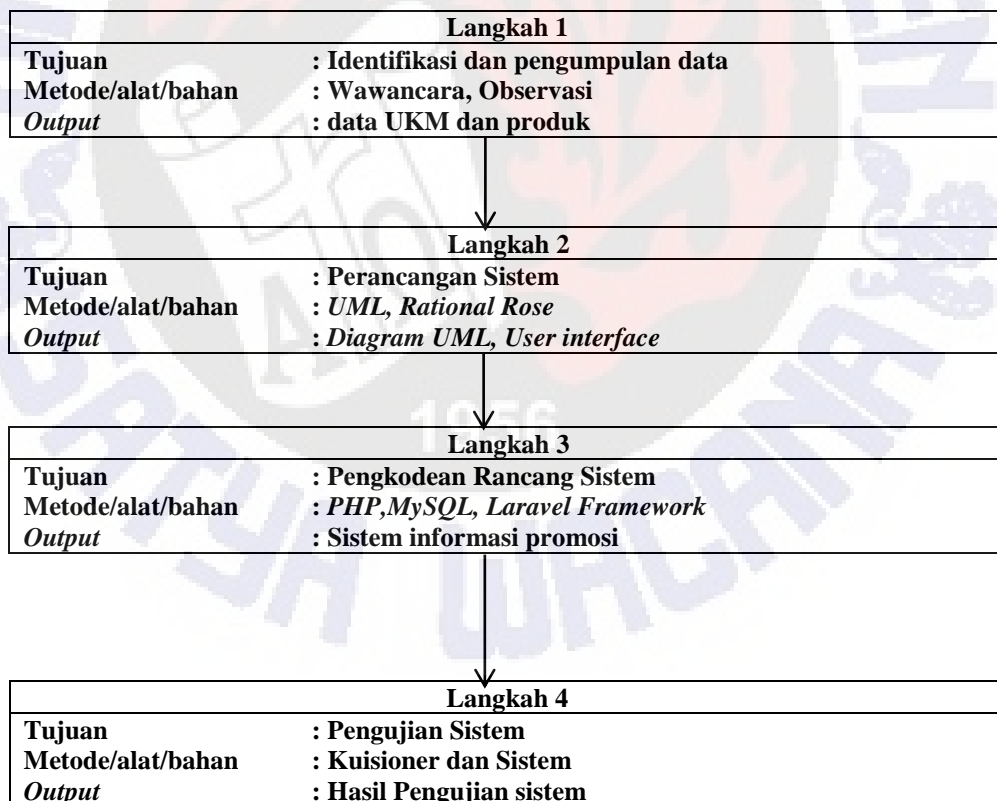 Langkah 1
Tujuan : Identifikasi dan pengumpulan data
Metode/alat/bahan : Wawancara, Observasi
Output : data UKM dan produk
Langkah 2
Tujuan : Perancangan Sistem
Metode/alat/bahan : UML, Rational Rose
Output : Diagram UML, User interface
1956
Langkah 3
Tujuan : Pengkodean Rancang Sistem
Metode/alat/bahan : PHP,MySQL, Laravel Framework
Output : Sistem informasi promosi
SATYA WACANA
Langkah 4
Tujuan : Pengujian Sistem
Metode/alat/bahan : Kuisioner dan Sistem
Output : Hasil Pengujian sistem